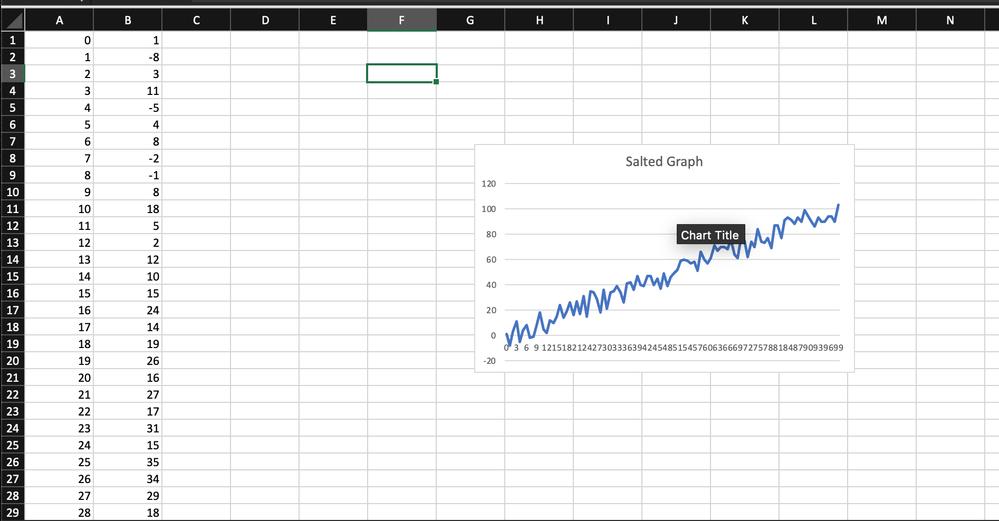 A B C D E F G H I J K L M N
1 0 1
2 1 -8
3 2 3
4 3 11
5 4 -5
6 5 4
7 6 8
8 7 -2
9 8 -1
10 9 8
11 10 18
12 11 5
13 12 2
14 13 12
15 14 10
16 15 15
17 16 24
18 17 14
19 18 19
20 19 26
21 20 16
22 21 27
23 22 17
24 23 31
25 24 15
26 25 35
27 26 34
28 27 29
29 28 18
Salted Graph
120
100
80
Chart Title
60
40
20
0
0 3 6 9 121518212427303336394245485154576063666972757881848790939699
-20